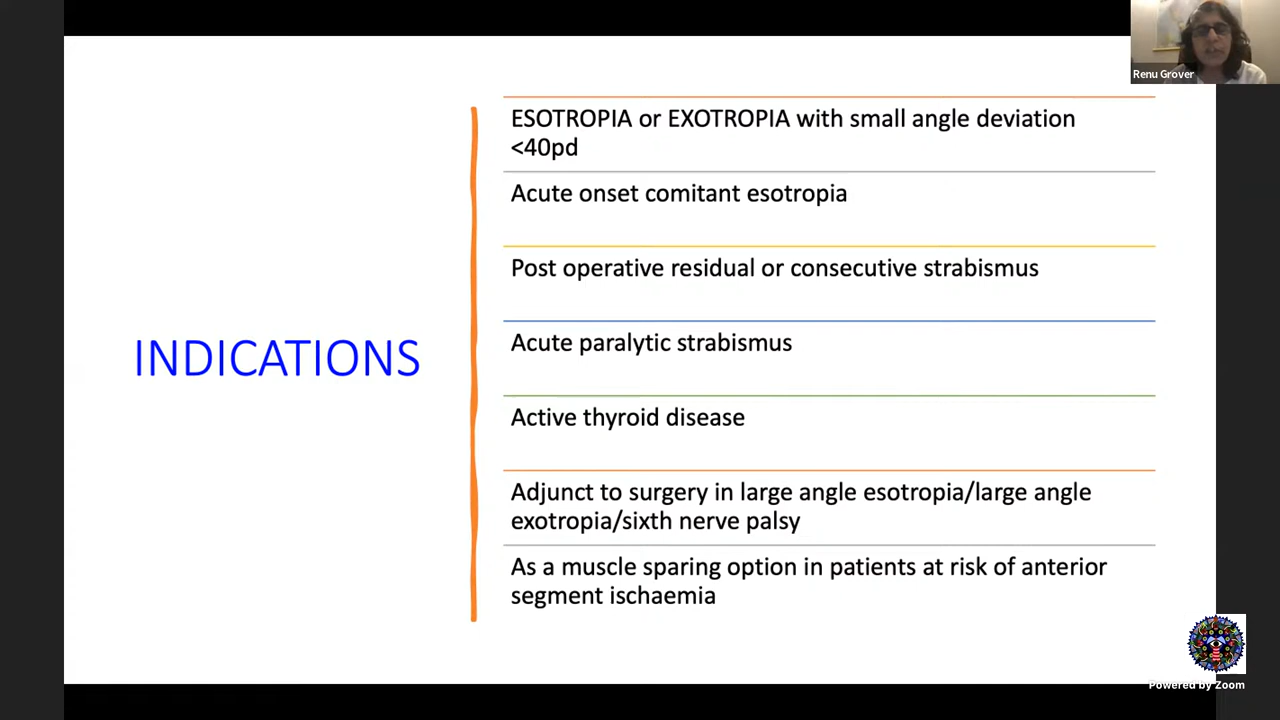 Renu Grover
INDICATIONS
ESOTROPIA or EXOTROPIA with small angle deviation
<40pd
Acute onset comitant esotropia
Post operative residual or consecutive strabismus
Acute paralytic strabismus
Active thyroid disease
Adjunct to surgery in large angle esotropia/large angle
exotropia/sixth nerve palsy
As a muscle sparing option in patients at risk of anterior
segment ischaemia
Powered by Zoom